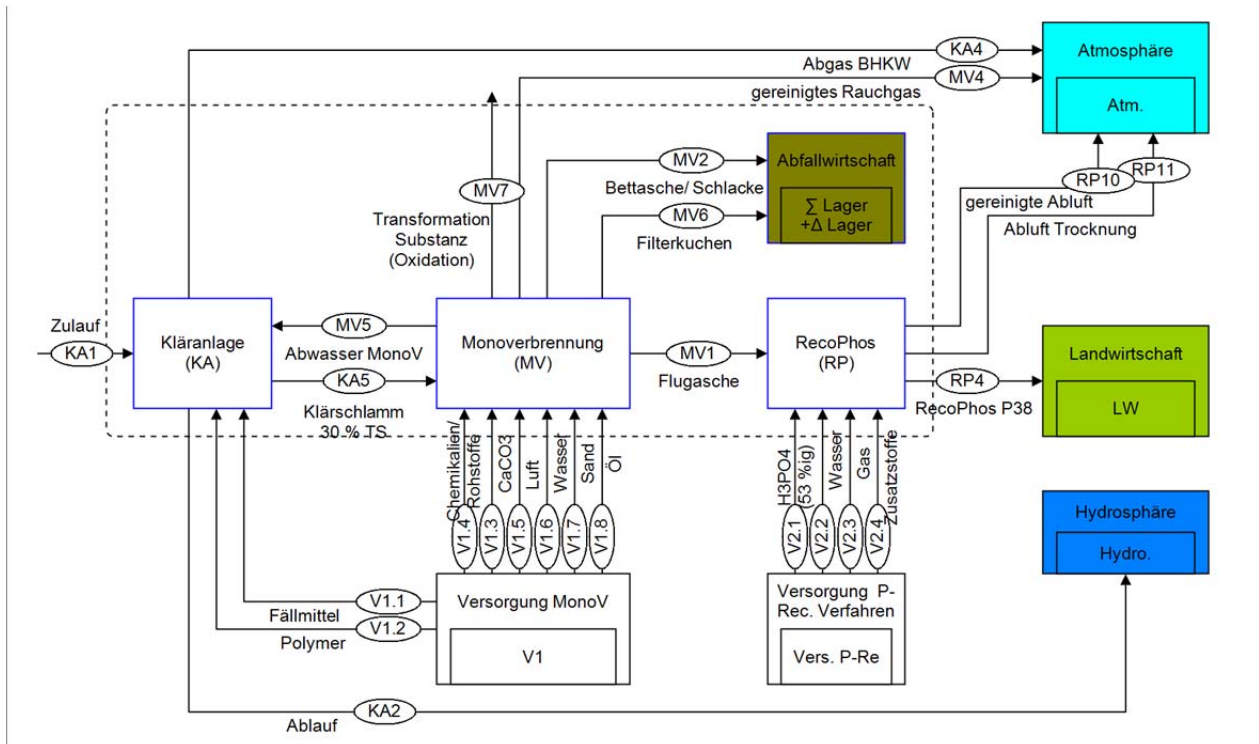 KA4
Atmosphäre
Abgas BHKW
MV4
gereinigtes Rauchgas
Atm.
MV2
Abfallwirtschaft
Bettasche/ Schlacke
MV7
RP10
RP11
Transformation
Substanz
(Oxidation)
MV6
Filterkuchen
∑ Lager
+Δ Lager
gereinigte Abluft
Abluft Trocknung
Zulauf
KA1
Kläranlage
(KA)
MV5
Abwasser MonoV
KA5
Klärschlamm
30 % TS
Monoverbrennung
(MV)
MV1
Flugasche
RecoPhos
(RP)
RP4
RecoPhos P38
Landwirtschaft
LW
Chemikalien/
Rohstoffe
CaCO3
Luft
Wasser
Sand
Öl
V1.4
V1.3
V1.5
V1.6
V1.7
V1.8
H3PO4
(53 %ig)
Wasser
Gas
Zusatzstoffe
V2.1
V2.2
V2.3
V2.4
Hydrosphäre
Hydro.
V1.1
Fällmittel
V1.2
Polymer
Versorgung MonoV
V1
Versorgung P-
Rec. Verfahren
Vers. P-Re
Ablauf
KA2